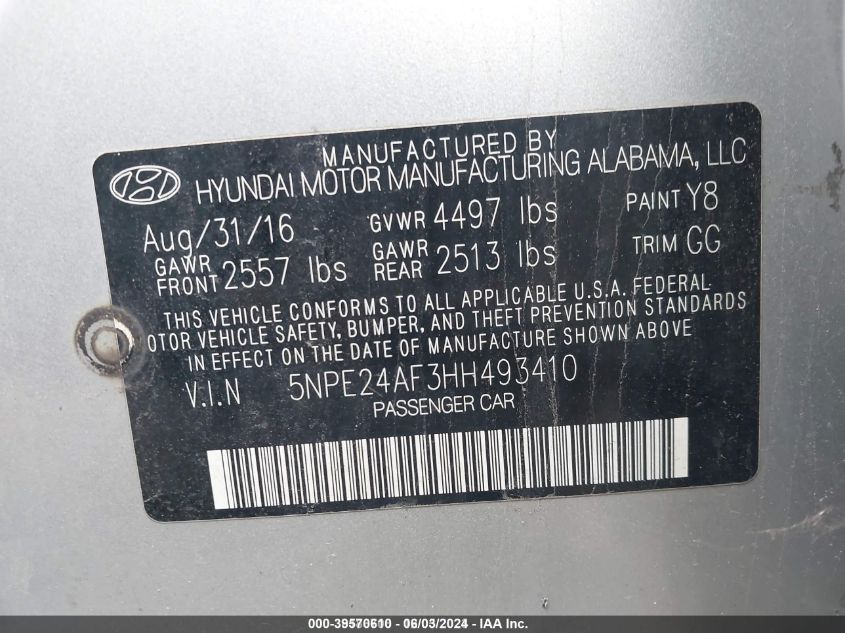 MANUFACTURED BY
HYUNDAI MOTOR MANUFACTURING ALABAMA, LLC
Aug/31/16 GVWR 4497 lbs PAINT Y8
GAWR FRONT 2557 lbs GAWR REAR 2513 lbs TRIM GG
THIS VEHICLE CONFORMS TO ALL APPLICABLE U.S.A. FEDERAL
OTOR VEHICLE SAFETY, BUMPER, AND THEFT PREVENTION STANDARDS
IN EFFECT ON THE DATE OF MANUFACTURE SHOWN ABOVE
V.I.N 5NPE24AF3HH493410
PASSENGER CAR
000-39570610 - 06/03/2024 - IAA, Inc.